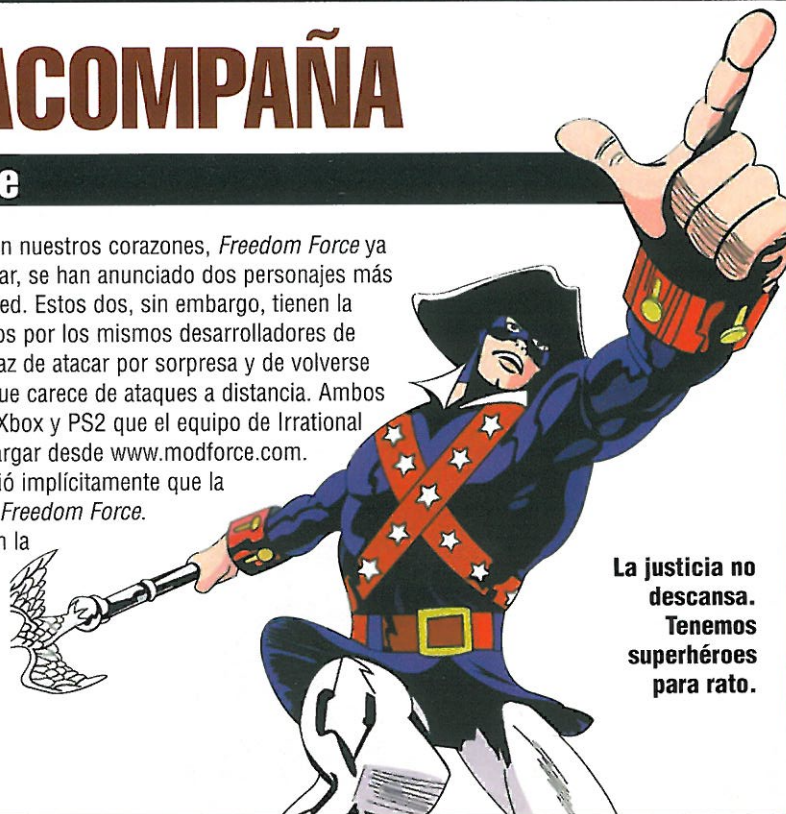 ACOMPAÑA
e
n nuestros corazones, Freedom Force ya
ar, se han anunciado dos personajes más
ed. Estos dos, sin embargo, tienen la
os por los mismos desarrolladores de
az de atacar por sorpresa y de volverse
ue carece de ataques a distancia. Ambos
Xbox y PS2 que el equipo de Irrational
argar desde www.modforce.com.
ió implícitamente que la
Freedom Force.
n la
La justicia no
descansa.
Tenemos
superhéroes
para rato.